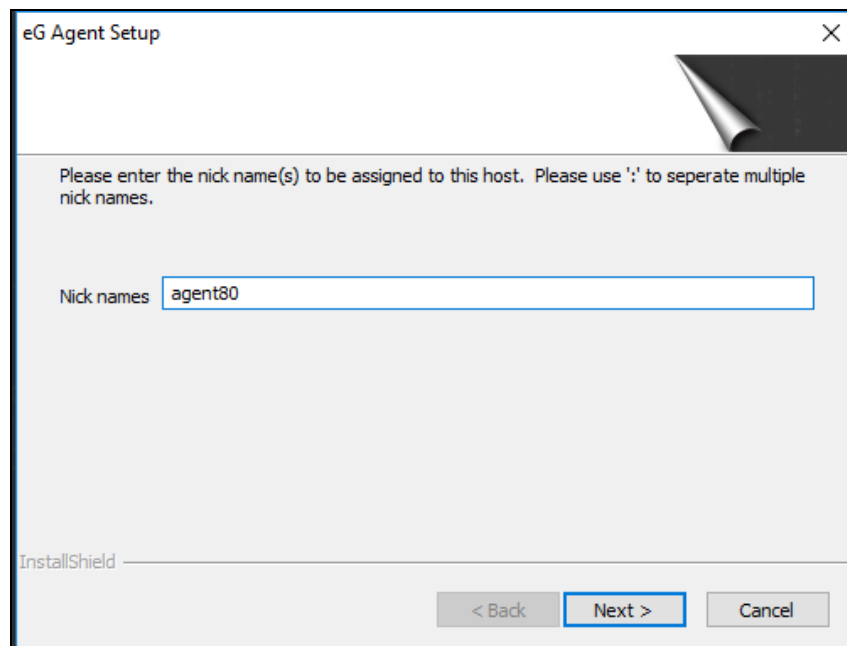 eG Agent Setup
Please enter the nick name(s) to be assigned to this host. Please use ':' to seperate multiple
nick names.
Nick names agent80
InstallShield
< Back Next > Cancel